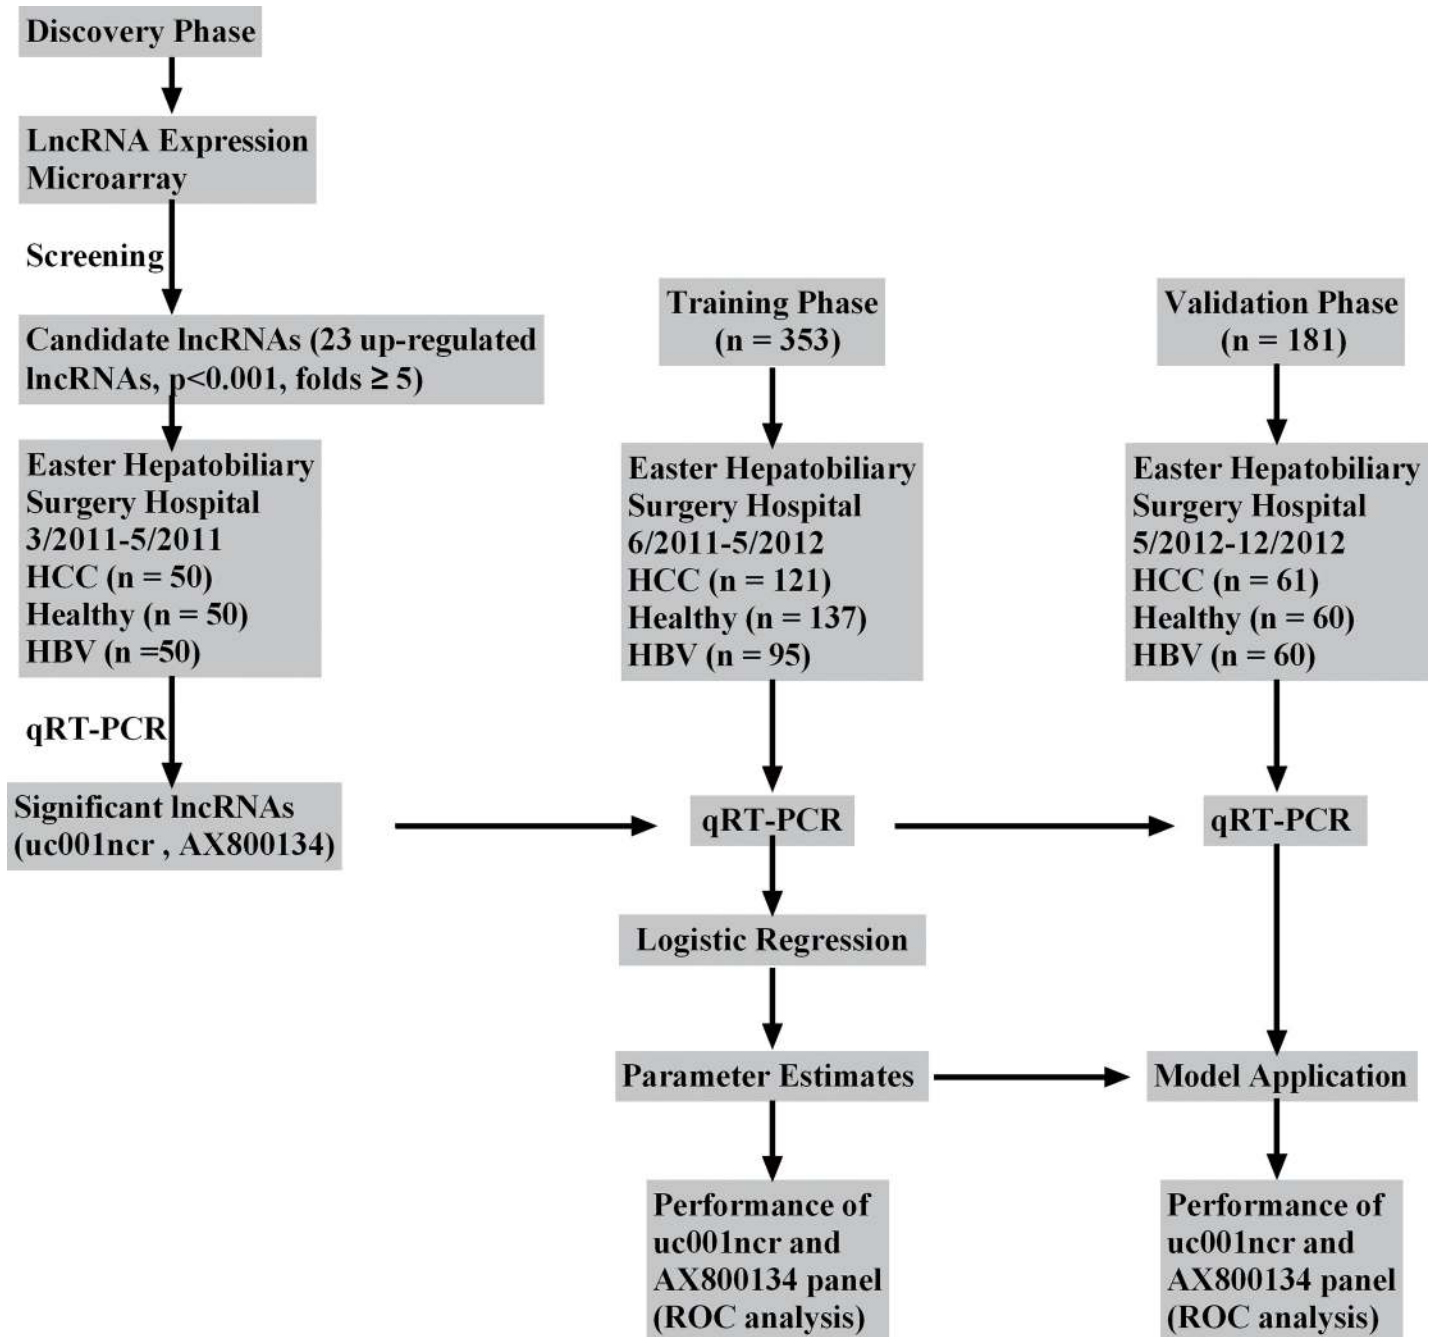 Discovery Phase
LncRNA Expression
Microarray
Screening
Candidate lncRNAs (23 up-regulated
lncRNAs, p<0.001, folds ≥ 5)
Easter Hepatobiliary
Surgery Hospital
3/2011-5/2011
HCC (n = 50)
Healthy (n = 50)
HBV (n =50)
qRT-PCR
Significant lncRNAs
(uc001ncr , AX800134)
Training Phase
(n = 353)
Easter Hepatobiliary
Surgery Hospital
6/2011-5/2012
HCC (n = 121)
Healthy (n = 137)
HBV (n = 95)
qRT-PCR
Logistic Regression
Parameter Estimates
Performance of
uc001ncr and
AX800134 panel
(ROC analysis)
Validation Phase
(n = 181)
Easter Hepatobiliary
Surgery Hospital
5/2012-12/2012
HCC (n = 61)
Healthy (n = 60)
HBV (n = 60)
qRT-PCR
Model Application
Performance of
uc001ncr and
AX800134 panel
(ROC analysis)